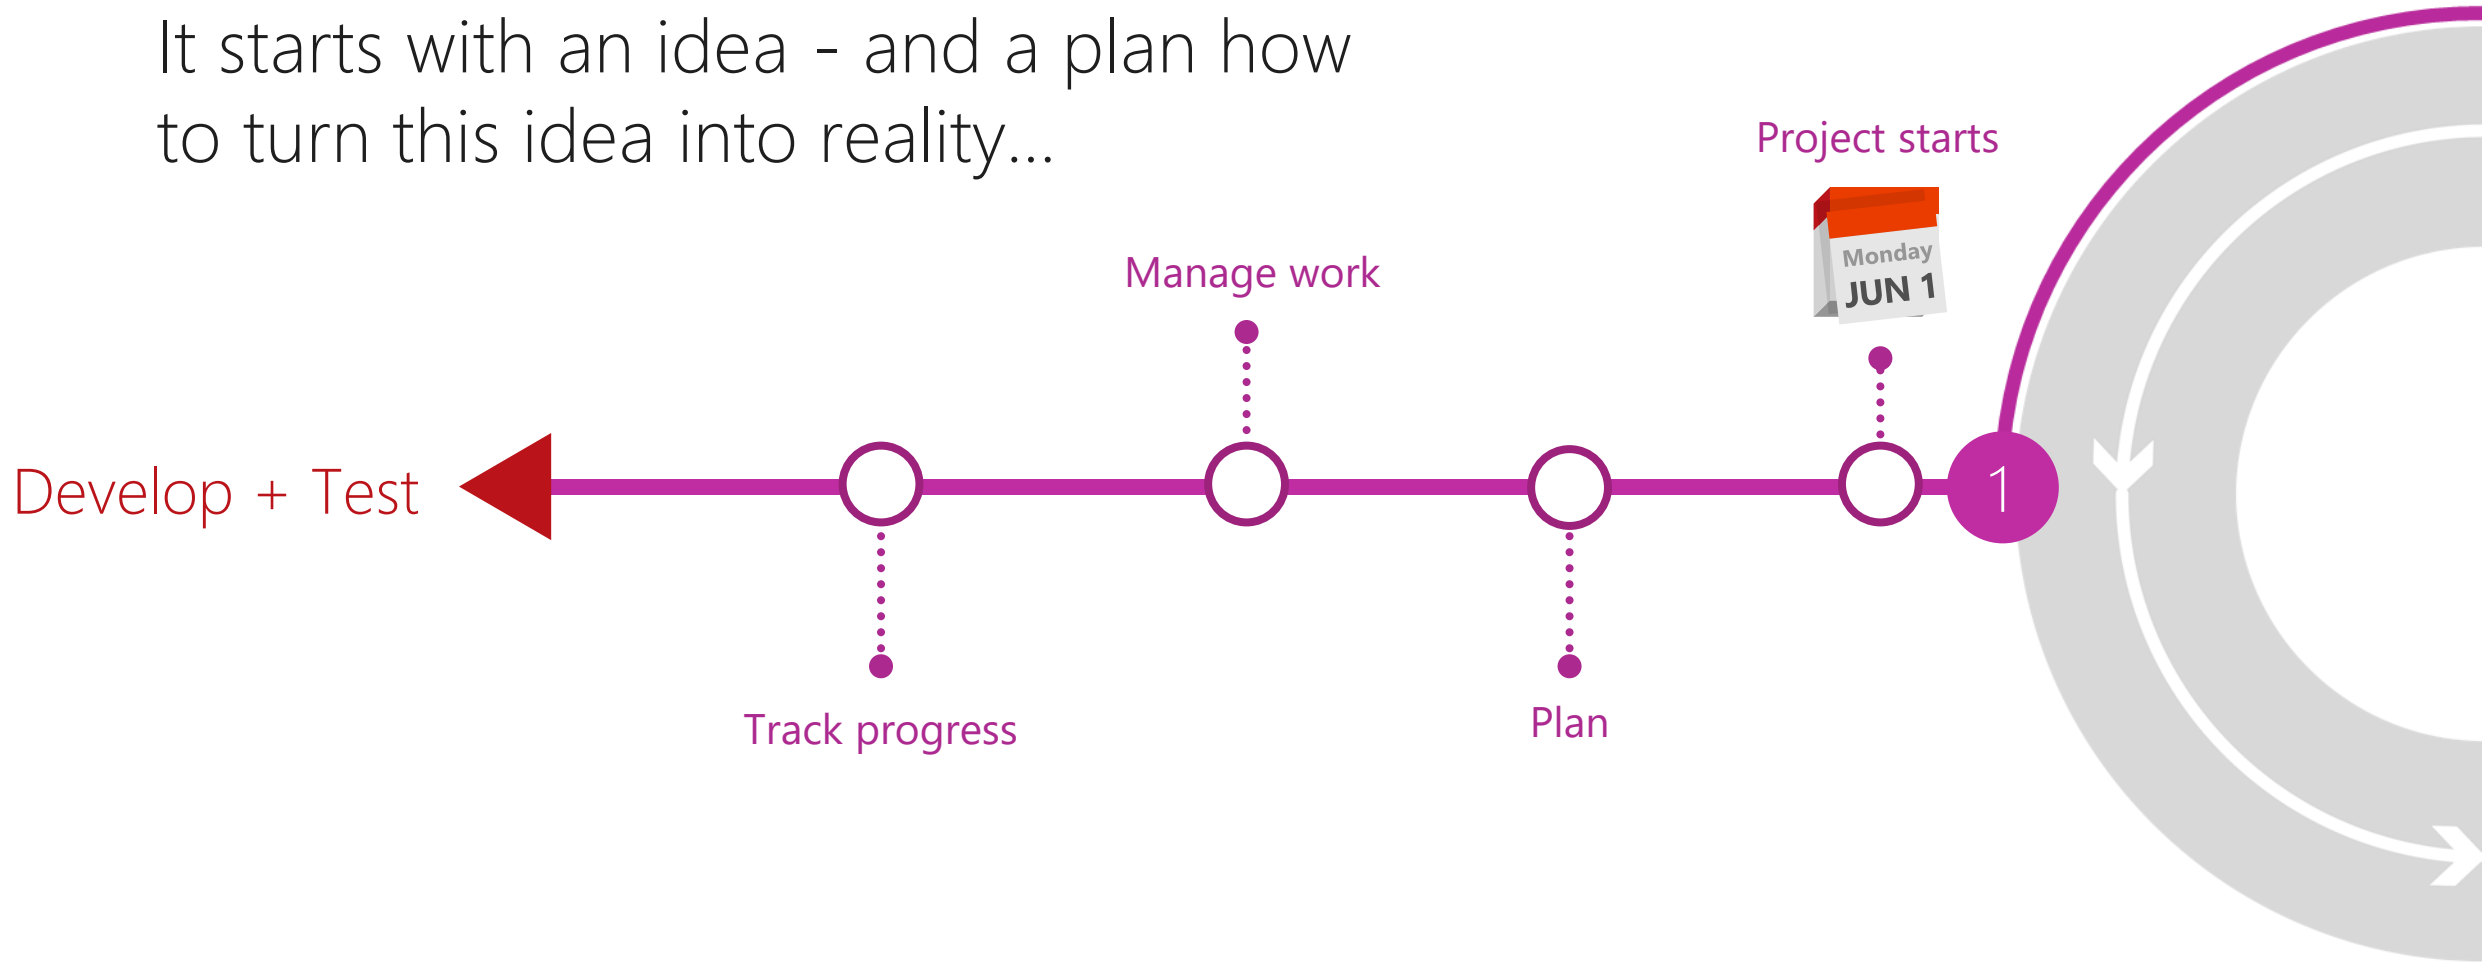 It starts with an idea - and a plan how
to turn this idea into reality...
Project starts
Monday
JUN 1
Manage work
Develop + Test
1
Track progress
Plan